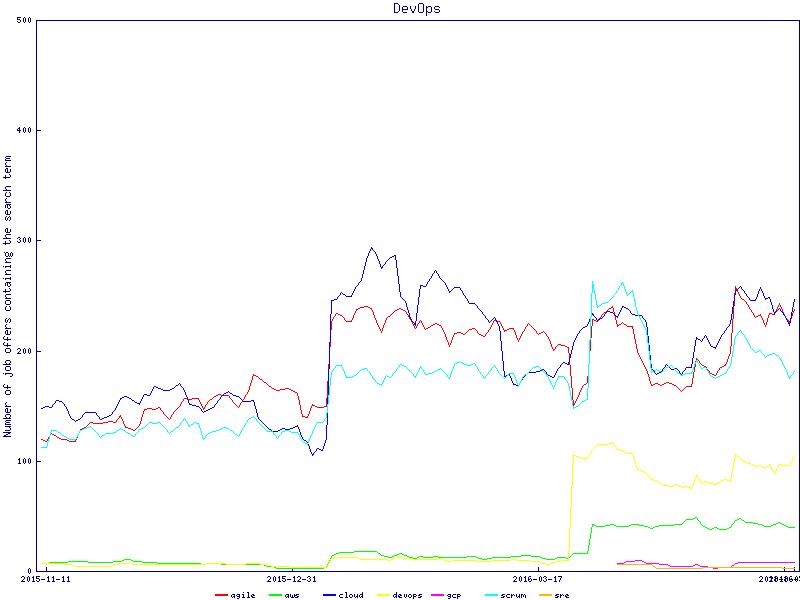 DevOps
500
400
300
200
100
0
Number of job offers containing the search term
2015-11-11 2015-12-31 2016-03-17
agile aws cloud devops gcp scrum sre